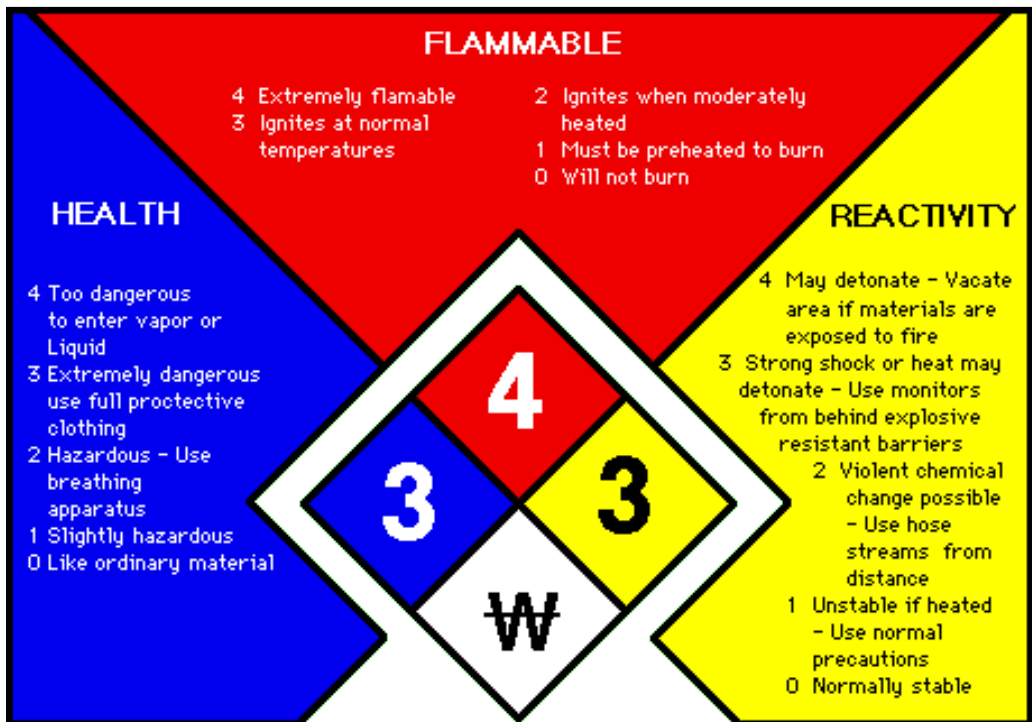 FLAMMABLE
4 Extremely flamable
3 Ignites at normal
temperatures
2 Ignites when moderately
heated
1 Must be preheated to burn
0 Will not burn
HEALTH
4 Too dangerous
to enter vapor or
Liquid
3 Extremely dangerous
use full proctective
clothing
2 Hazardous - Use
breathing
apparatus
1 Slightly hazardous
0 Like ordinary material
REACTIVITY
4 May detonate - Vacate
area if materials are
exposed to fire
3 Strong shock or heat may
detonate - Use monitors
from behind explosive
resistant barriers
2 Violent chemical
change possible
- Use hose
streams from
distance
1 Unstable if heated
- Use normal
precautions
0 Normally stable
4
3
3
W